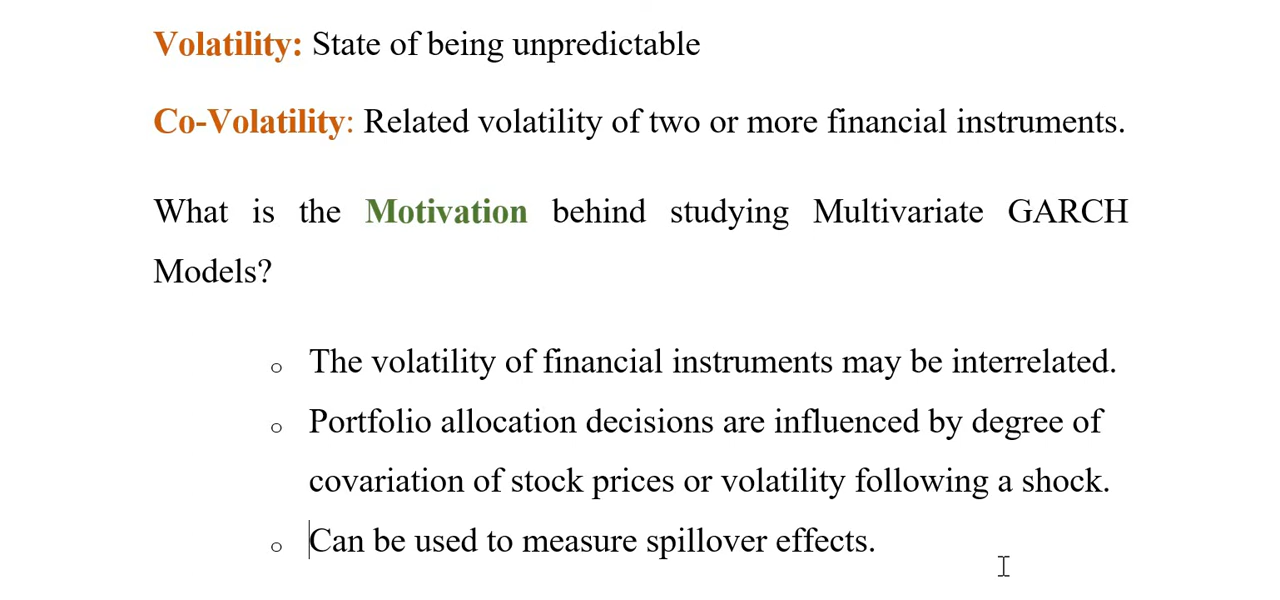 Volatility: State of being unpredictable
Co-Volatility: Related volatility of two or more financial instruments.
What is the Motivation behind studying Multivariate GARCH
Models?
o The volatility of financial instruments may be interrelated.
o Portfolio allocation decisions are influenced by degree of
covariation of stock prices or volatility following a shock.
o Can be used to measure spillover effects.